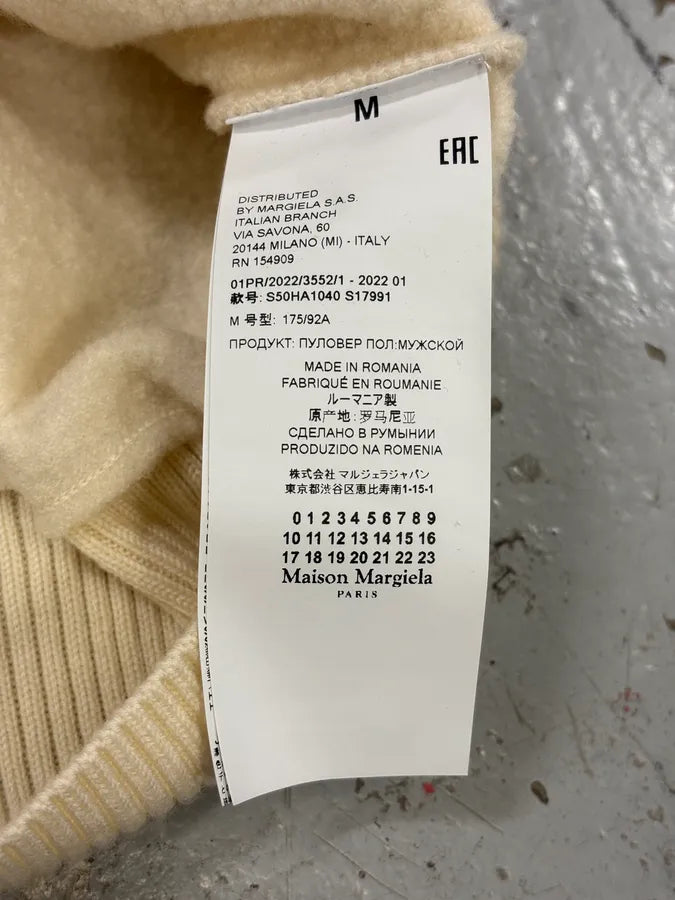 M
EAC
DISTRIBUTED
BY MARGIELA S.A.S.
ITALIAN BRANCH
VIA SAVONA, 60
20144 MILANO (MI) - ITALY
RN 154909
01PR/2022/3552/1 - 2022 01
款号: S50HA1040 S17991
M 号型: 175/92A
ПРОДУКТ: ПУЛОВЕР ПОЛ:МУЖСКОЙ
MADE IN ROMANIA
FABRIQUÉ EN ROUMANIE
ルーマニア製
原产地: 罗马尼亚
СДЕЛАНО В РУМЫНИИ
PRODUZIDO NA ROMENIA
株式会社 マルジェラジャパン
東京都渋谷区恵比寿南1-15-1
0 1 2 3 4 5 6 7 8 9
10 11 12 13 14 15 16
17 18 19 20 21 22 23
Maison Margiela
PARIS